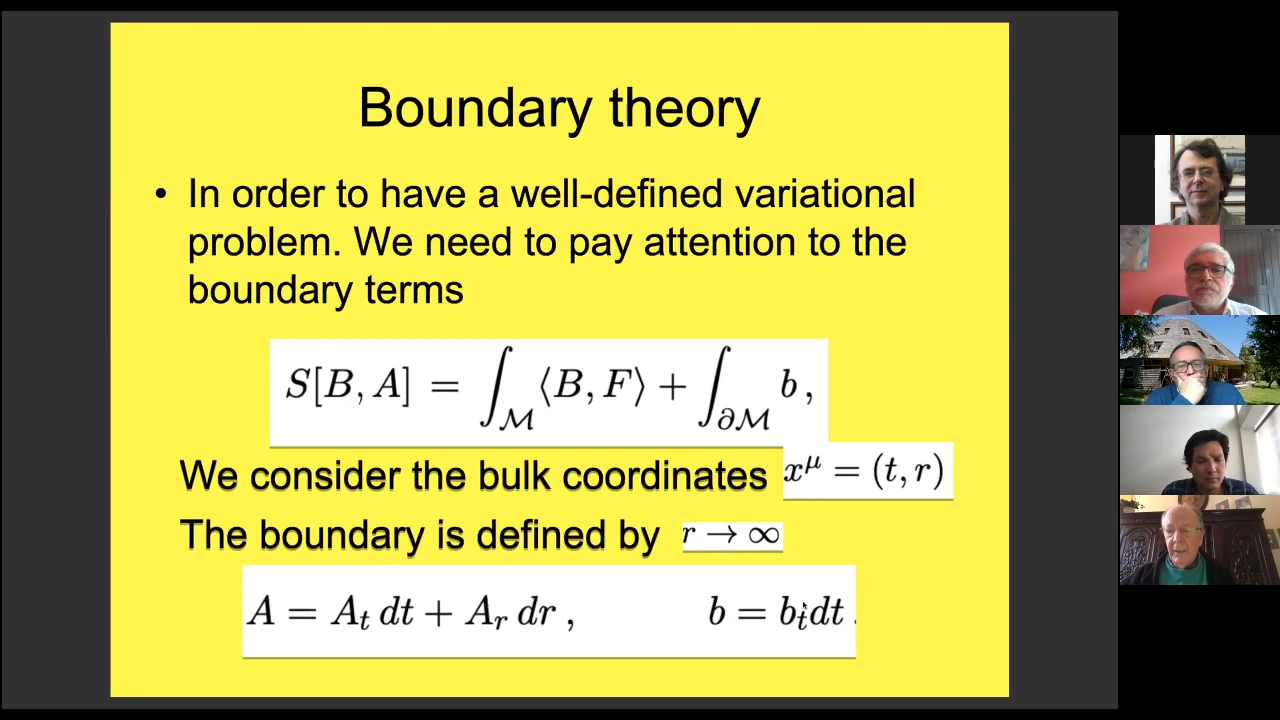 Boundary theory
• In order to have a well-defined variational
problem. We need to pay attention to the
boundary terms
S[B, A] = ∫_M ⟨B, F⟩ + ∫_∂M b ,
We consider the bulk coordinates x^μ = (t, r)
The boundary is defined by r → ∞
A = A_t dt + A_r dr , b = b_t dt .